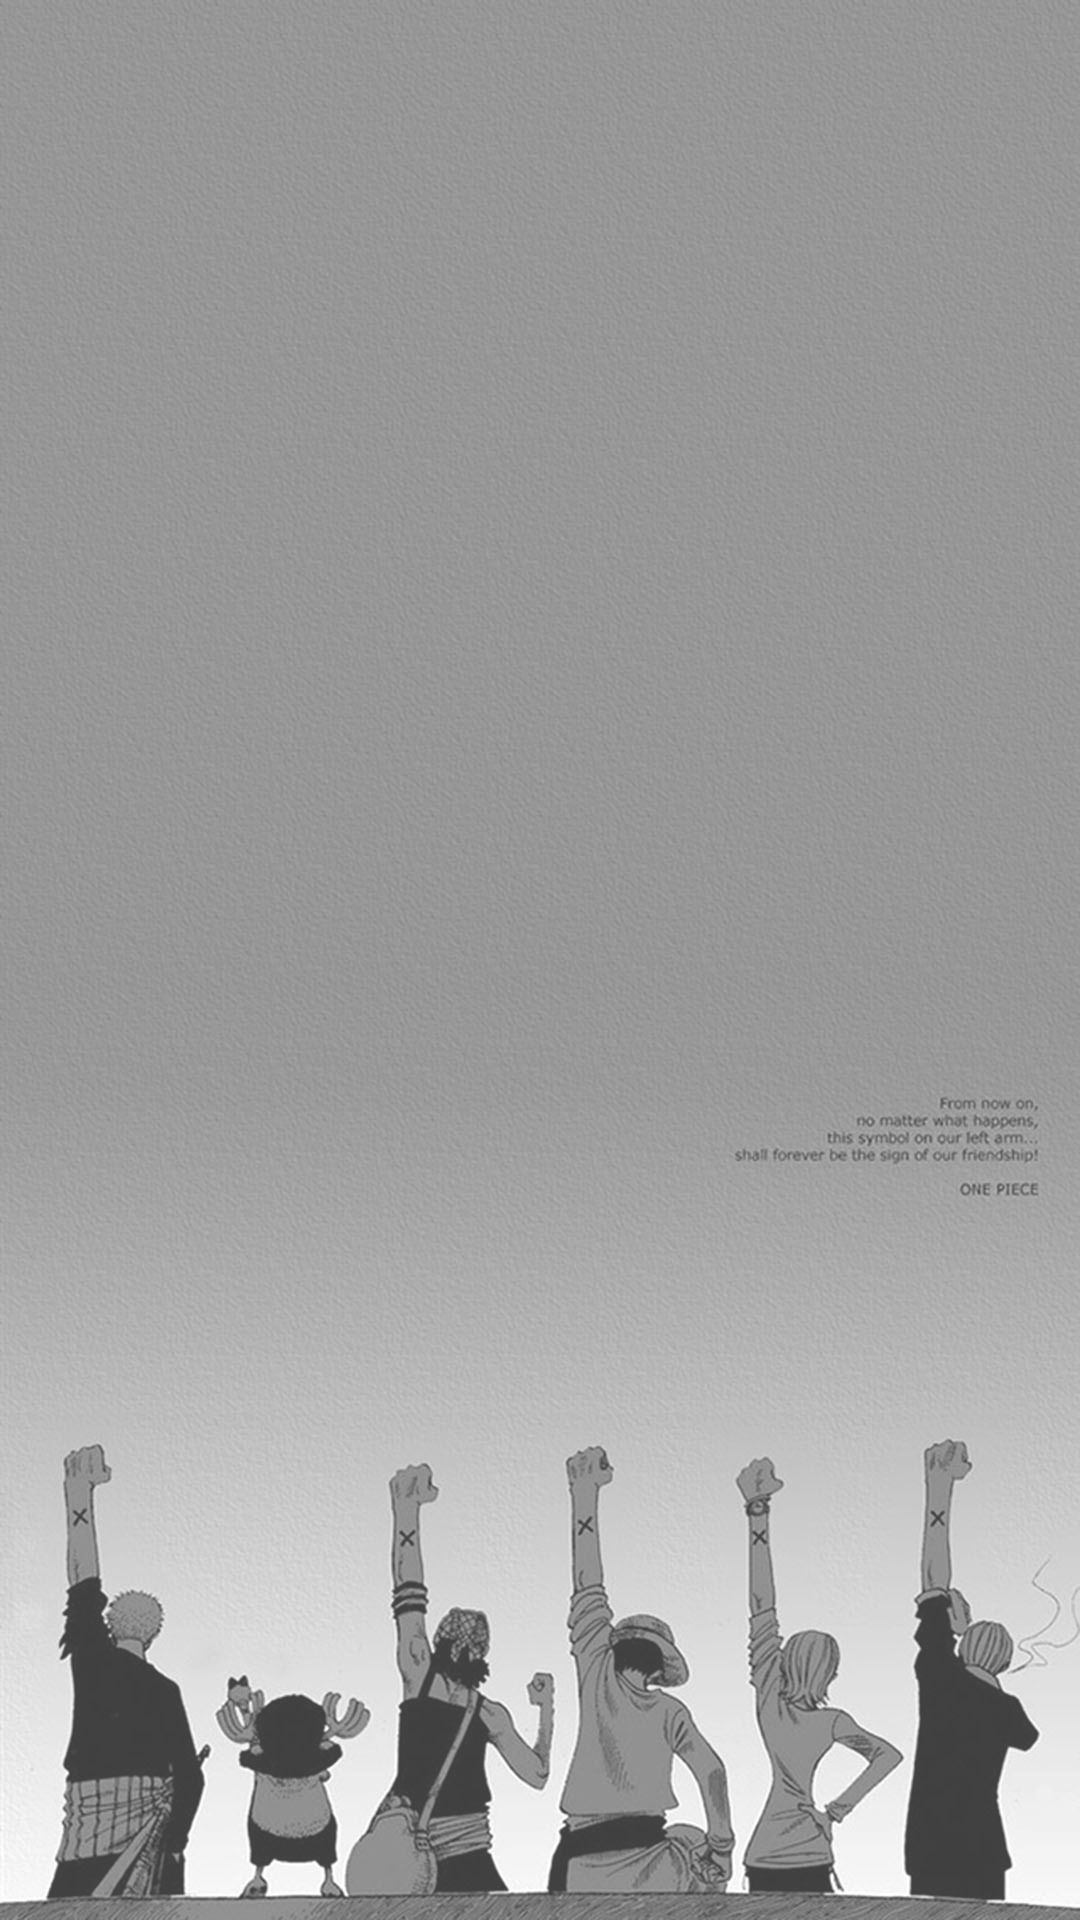 From now on,
no matter what happens,
this symbol on our left arm...
shall forever be the sign of our friendship!
ONE PIECE